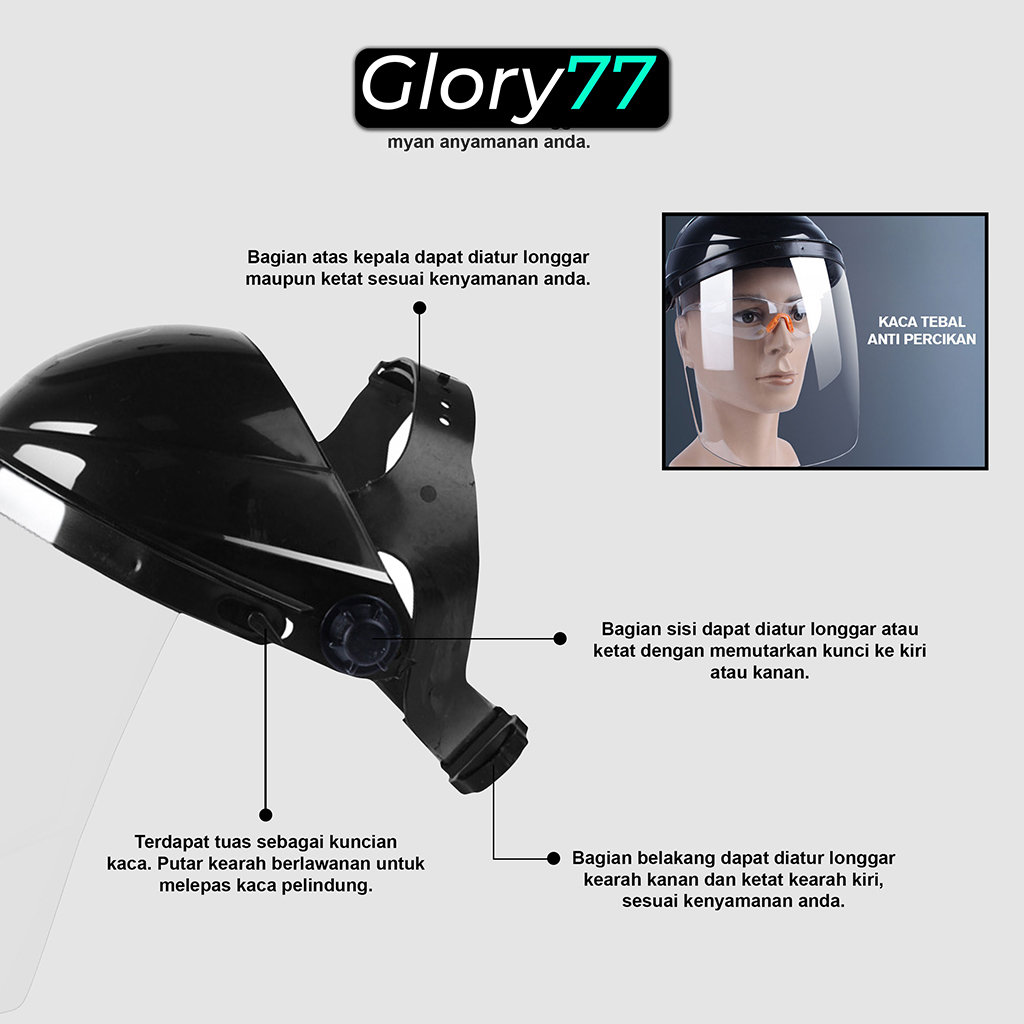 Glory77
myan anyamanan anda.
Bagian atas kepala dapat diatur longgar
maupun ketat sesuai kenyamanan anda.
KACA TEBAL
ANTI PERCIKAN
Bagian sisi dapat diatur longgar atau
ketat dengan memutarkan kunci ke kiri
atau kanan.
Terdapat tuas sebagai kuncian
kaca. Putar kearah berlawanan untuk
melepas kaca pelindung.
Bagian belakang dapat diatur longgar
kearah kanan dan ketat kearah kiri,
sesuai kenyamanan anda.